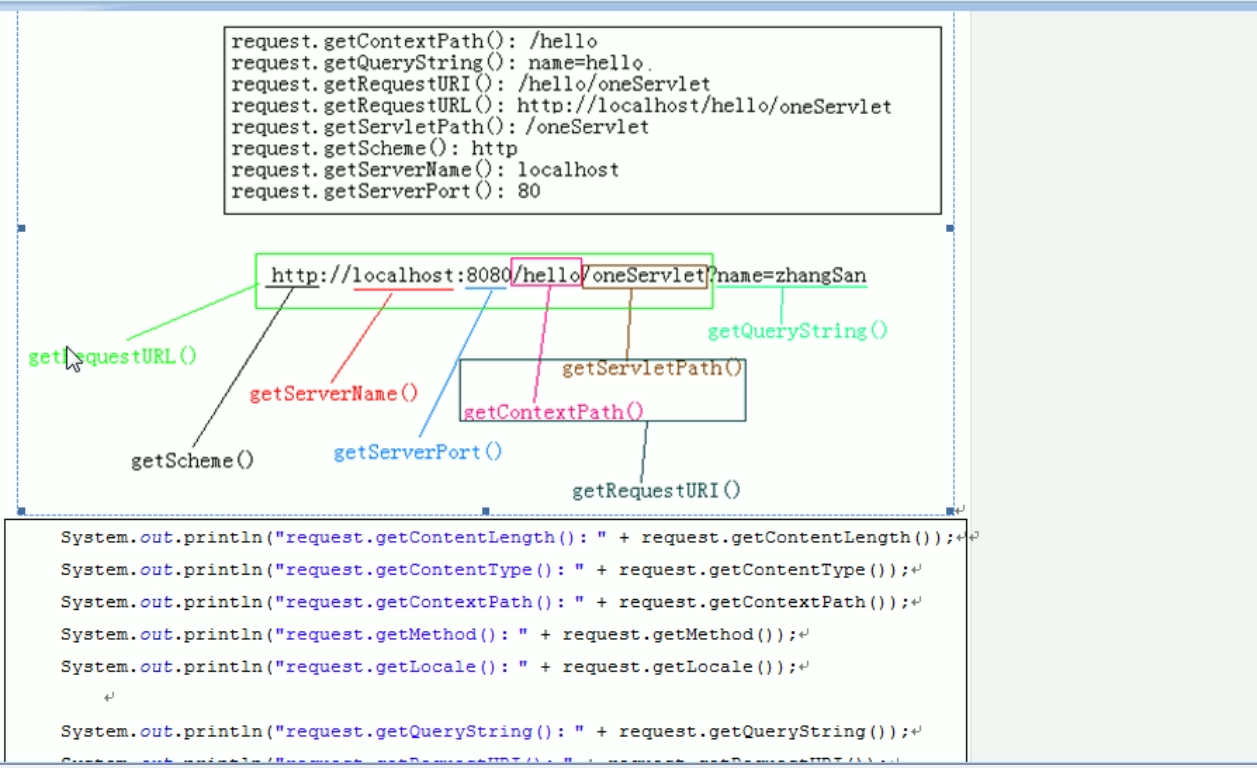 request.getContextPath(): /hello
request.getQueryString(): name=hello.
request.getRequestURI(): /hello/oneServlet
request.getRequestURL(): http://localhost/hello/oneServlet
request.getServletPath(): /oneServlet
request.getScheme(): http
request.getServerName(): localhost
request.getServerPort(): 80
http://localhost:8080/hello/oneServlet?name=zhangSan
getQueryString()
getRequestURL()
getServletPath()
getServerName()
getContextPath()
getServerPort()
getScheme()
getRequestURI()
System.out.println("request.getContentLength(): " + request.getContentLength());
System.out.println("request.getContentType(): " + request.getContentType());
System.out.println("request.getContextPath(): " + request.getContextPath());
System.out.println("request.getMethod(): " + request.getMethod());
System.out.println("request.getLocale(): " + request.getLocale());
System.out.println("request.getQueryString(): " + request.getQueryString());